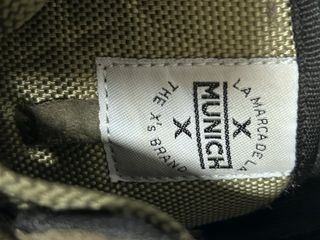 LA MARCA DE LA
X
MUNICH
X
THE X's BRAND